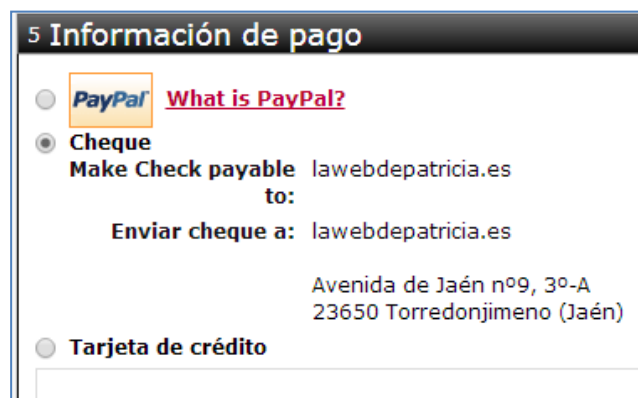 5 Información de pago
PayPal What is PayPal?
Cheque
Make Check payable lawebdepatricia.es
to:
Enviar cheque a: lawebdepatricia.es
Avenida de Jaén nº9, 3º-A
23650 Torredonjimeno (Jaén)
Tarjeta de crédito